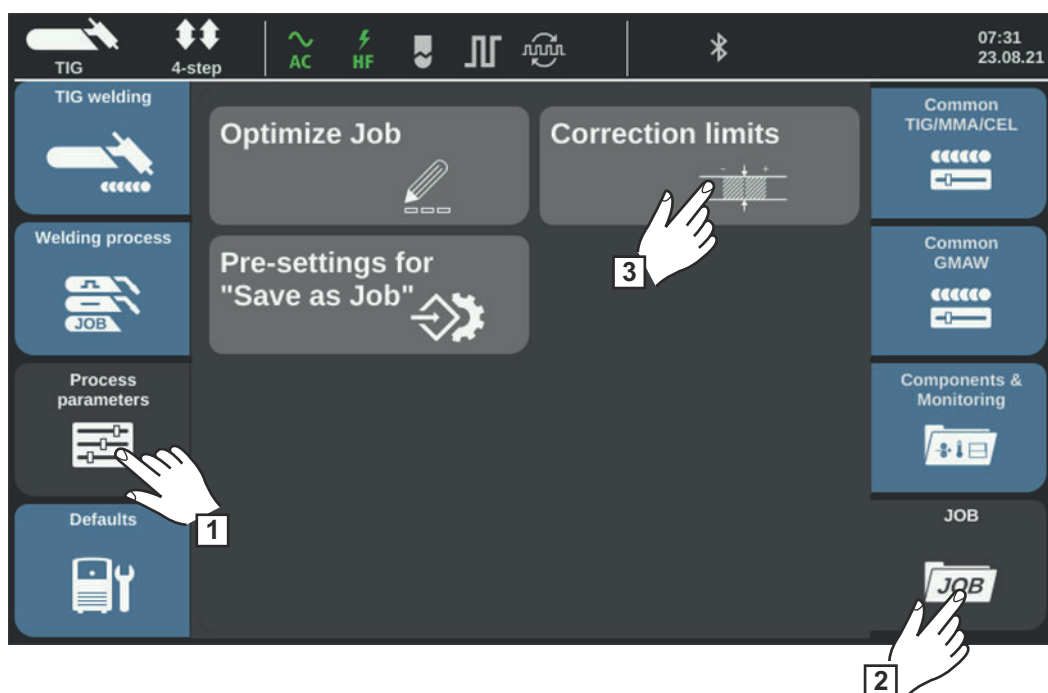 TIG
4-step
AC
HF
07:31
23.08.21
TIG welding
Welding process
JOB
Process
parameters
1
Defaults
Optimize Job
Correction limits
- +
3
Pre-settings for
"Save as Job"
Common
TIG/MMA/CEL
Common
GMAW
Components &
Monitoring
JOB
JOB
2